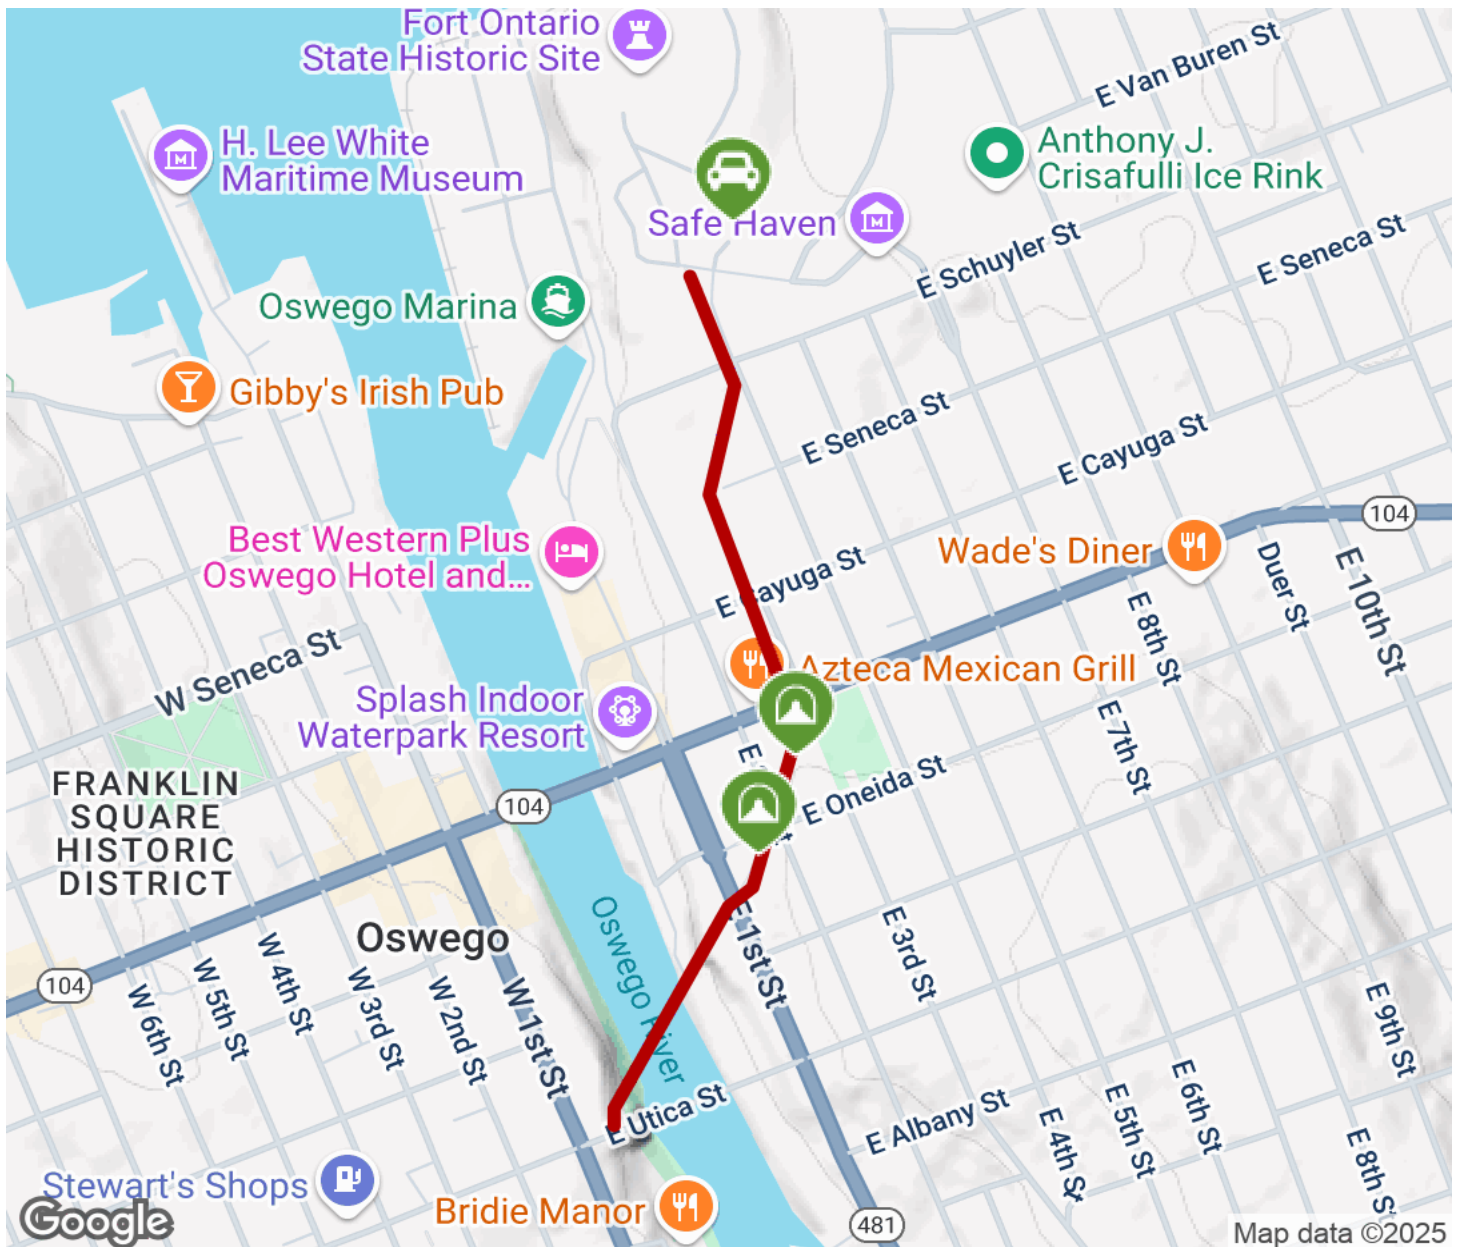 Fort Ontario
State Historic Site
E Van Buren St
H. Lee White
Maritime Museum
Anthony J.
Crisafulli Ice Rink
Safe Haven
E Schuyler St
E Seneca St
Oswego Marina
Gibby's Irish Pub
E Seneca St
E Cayuga St
104
Best Western Plus
Oswego Hotel and...
Wade's Diner
E Cayuga St
Duer St
E 10th St
E 8th St
W Seneca St
Azteca Mexican Grill
Splash Indoor
Waterpark Resort
E 7th St
E Oneida St
104
FRANKLIN
SQUARE
HISTORIC
DISTRICT
Oswego
Oswego River
E 1st St
E 3rd St
104
W 6th St
W 5th St
W 4th St
W 3rd St
W 2nd St
W 1st St
E 9th St
E Utica St
E Albany St
E 4th St
E 5th St
E 6th St
E 8th St
Stewart's Shops
Bridie Manor
481
Google
Map data ©2025